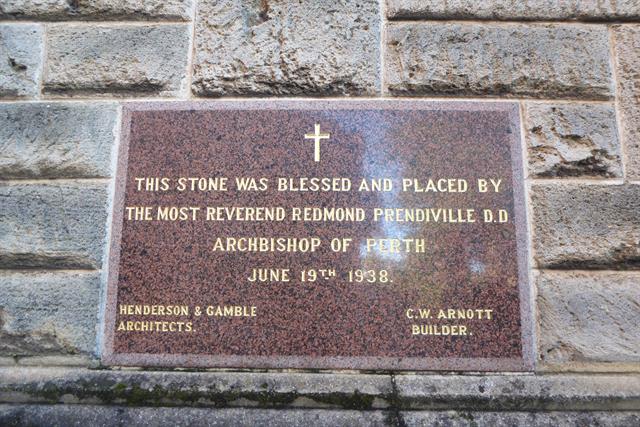 THIS STONE WAS BLESSED AND PLACED BY
THE MOST REVEREND REDMOND PRENDIVILLE D.D
ARCHBISHOP OF PERTH
JUNE 19TH 1938.
HENDERSON & GAMBLE
ARCHITECTS.
C.W. ARNOTT
BUILDER.